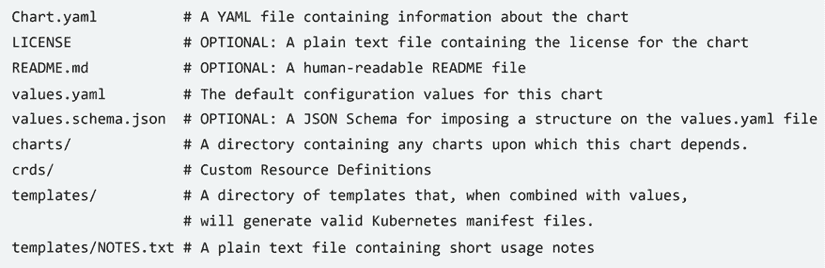 Chart.yaml # A YAML file containing information about the chart
LICENSE # OPTIONAL: A plain text file containing the license for the chart
README.md # OPTIONAL: A human-readable README file
values.yaml # The default configuration values for this chart
values.schema.json # OPTIONAL: A JSON Schema for imposing a structure on the values.yaml file
charts/ # A directory containing any charts upon which this chart depends.
crds/ # Custom Resource Definitions
templates/ # A directory of templates that, when combined with values,
# will generate valid Kubernetes manifest files.
templates/NOTES.txt # A plain text file containing short usage notes